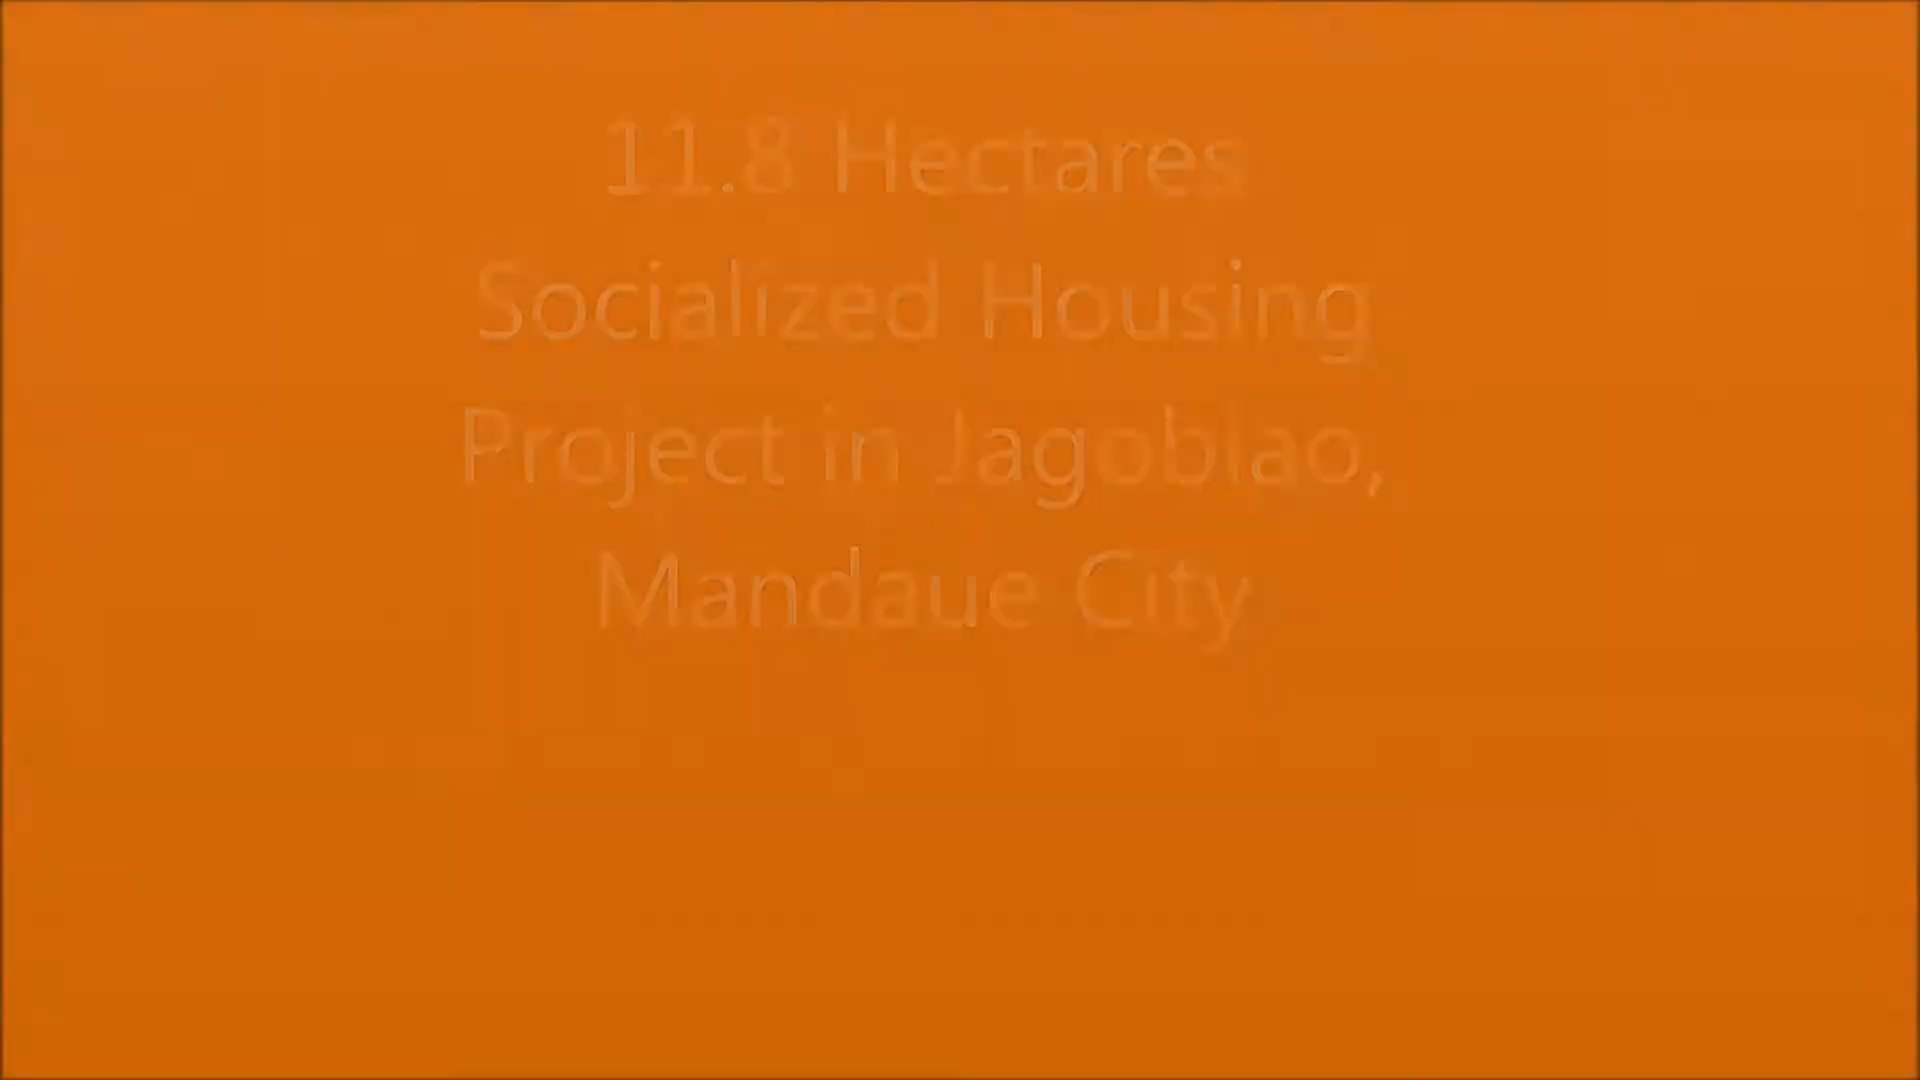 11.8 Hectares
Socialized Housing
Project in Jagobiao,
Mandaue City